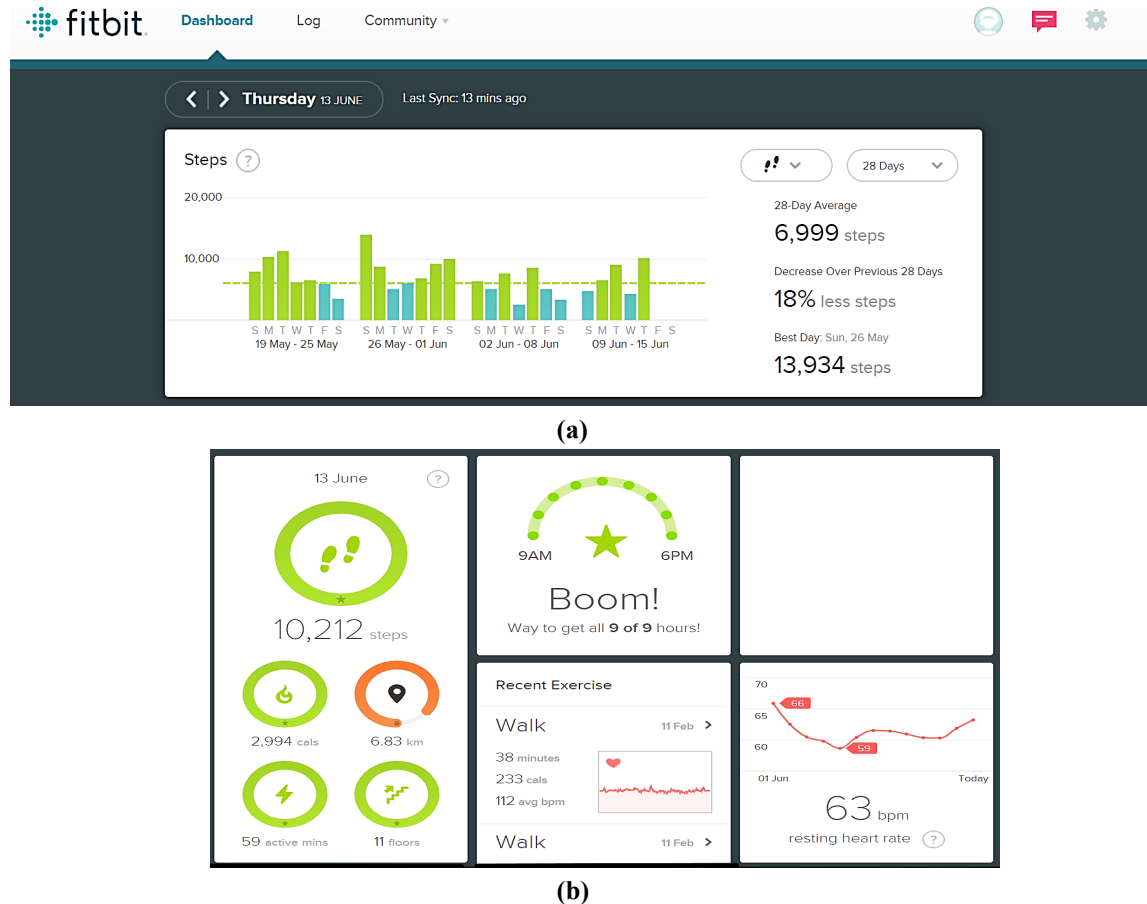 fitbit. Dashboard Log Community
Thursday 13 JUNE Last Sync: 13 mins ago
Steps ? 28 Days
20,000
10,000
S M T W T F S S M T W T F S S M T W T F S S M T W T F S
19 May - 25 May 26 May - 01 Jun 02 Jun - 08 Jun 09 Jun - 15 Jun
28-Day Average
6,999 steps
Decrease Over Previous 28 Days
18% less steps
Best Day: Sun, 26 May
13,934 steps
(a)
13 June ?
10,212 steps
2,994 cals 6.83 km
59 active mins 11 floors
9AM 6PM
Boom!
Way to get all 9 of 9 hours!
Recent Exercise
Walk 11 Feb
38 minutes
233 cals
112 avg bpm
Walk 11 Feb
70
66
65
60
59
01 Jun Today
63 bpm
resting heart rate ?
(b)